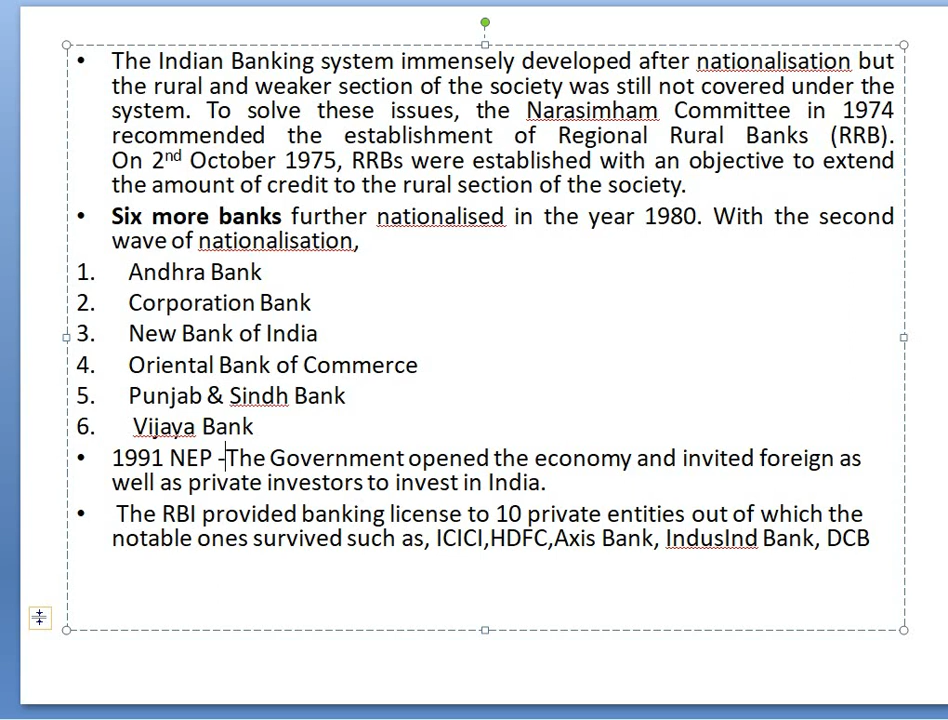 • The Indian Banking system immensely developed after nationalisation but
the rural and weaker section of the society was still not covered under the
system. To solve these issues, the Narasimham Committee in 1974
recommended the establishment of Regional Rural Banks (RRB).
On 2nd October 1975, RRBs were established with an objective to extend
the amount of credit to the rural section of the society.
• Six more banks further nationalised in the year 1980. With the second
wave of nationalisation,
1. Andhra Bank
2. Corporation Bank
3. New Bank of India
4. Oriental Bank of Commerce
5. Punjab & Sindh Bank
6. Vijaya Bank
• 1991 NEP -The Government opened the economy and invited foreign as
well as private investors to invest in India.
• The RBI provided banking license to 10 private entities out of which the
notable ones survived such as, ICICI,HDFC,Axis Bank, IndusInd Bank, DCB